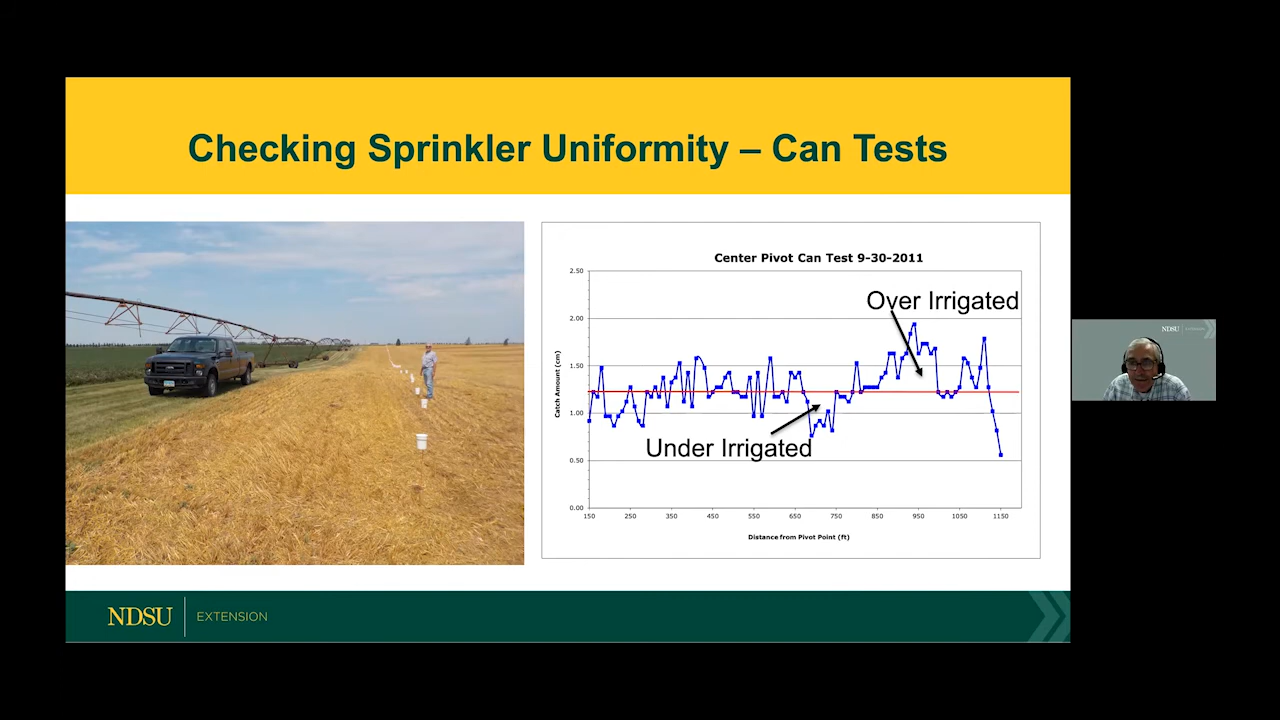 Checking Sprinkler Uniformity – Can Tests
Center Pivot Can Test 9-30-2011
2.50
2.00
1.50
1.00
0.50
0.00
Catch Amount (cm)
Over Irrigated
Under Irrigated
150 250 350 450 550 650 750 850 950 1050 1150
Distance from Pivot Point (ft)
NDSU EXTENSION
NDSU